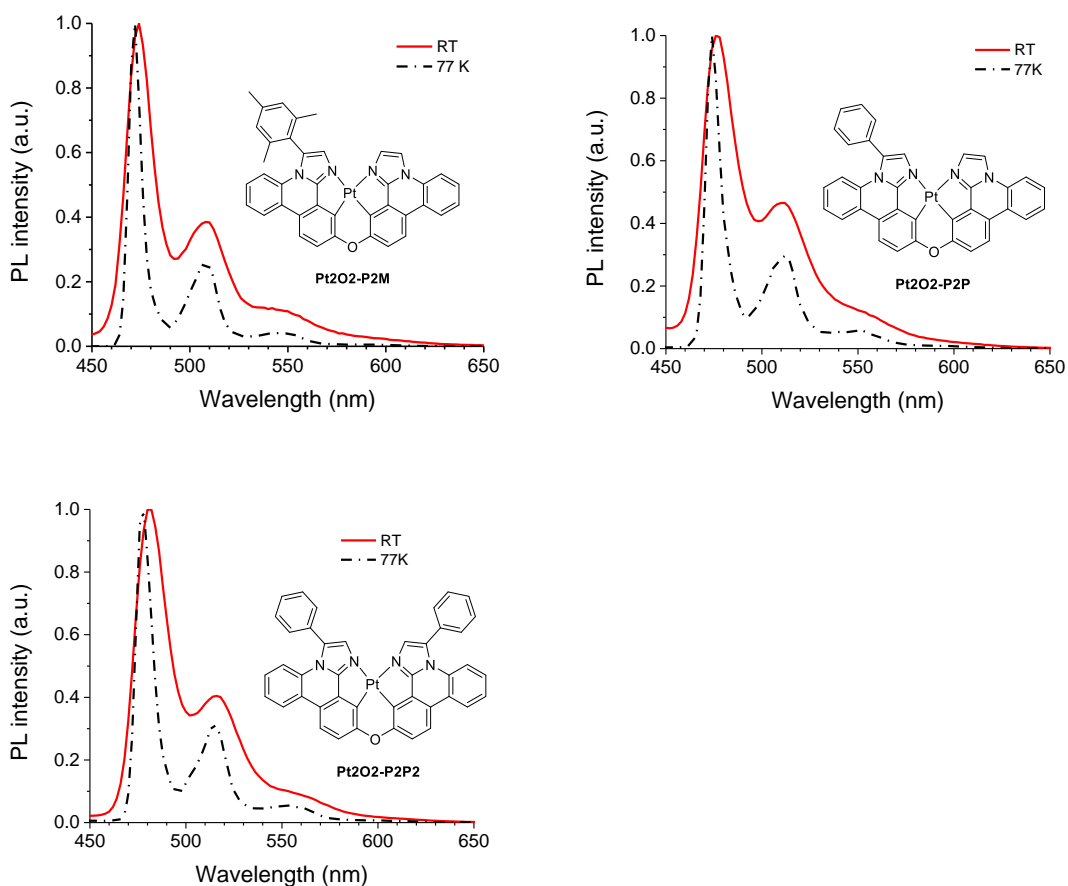 PL intensity (a.u.)
1.0
0.8
0.6
0.4
0.2
0.0
RT
77 K
N
N
N
N
Pt
O
Pt2O2-P2M
450
500
550
600
650
Wavelength (nm)
PL intensity (a.u.)
1.0
0.8
0.6
0.4
0.2
0.0
RT
77K
N
N
N
N
Pt
O
Pt2O2-P2P
450
500
550
600
650
Wavelength (nm)
PL intensity (a.u.)
1.0
0.8
0.6
0.4
0.2
0.0
RT
77K
N
N
N
N
Pt
O
Pt2O2-P2P2
450
500
550
600
650
Wavelength (nm)